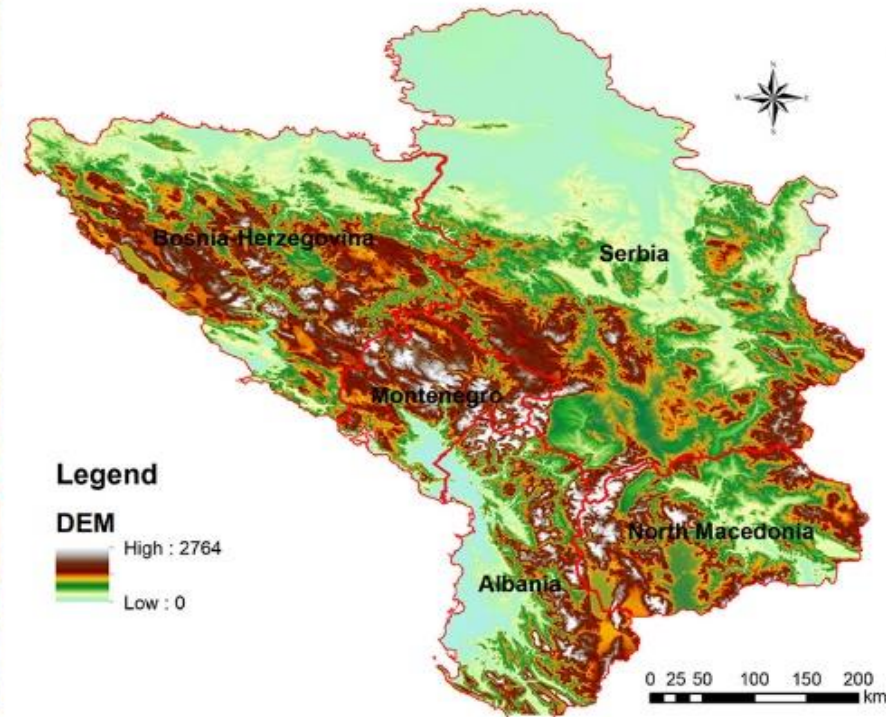 N
W E
S
Bosnia-Herzegovina
Serbia
Montenegro
Legend
DEM
High : 2764
Low : 0
North Macedonia
Albania
0 25 50 100 150 200
km